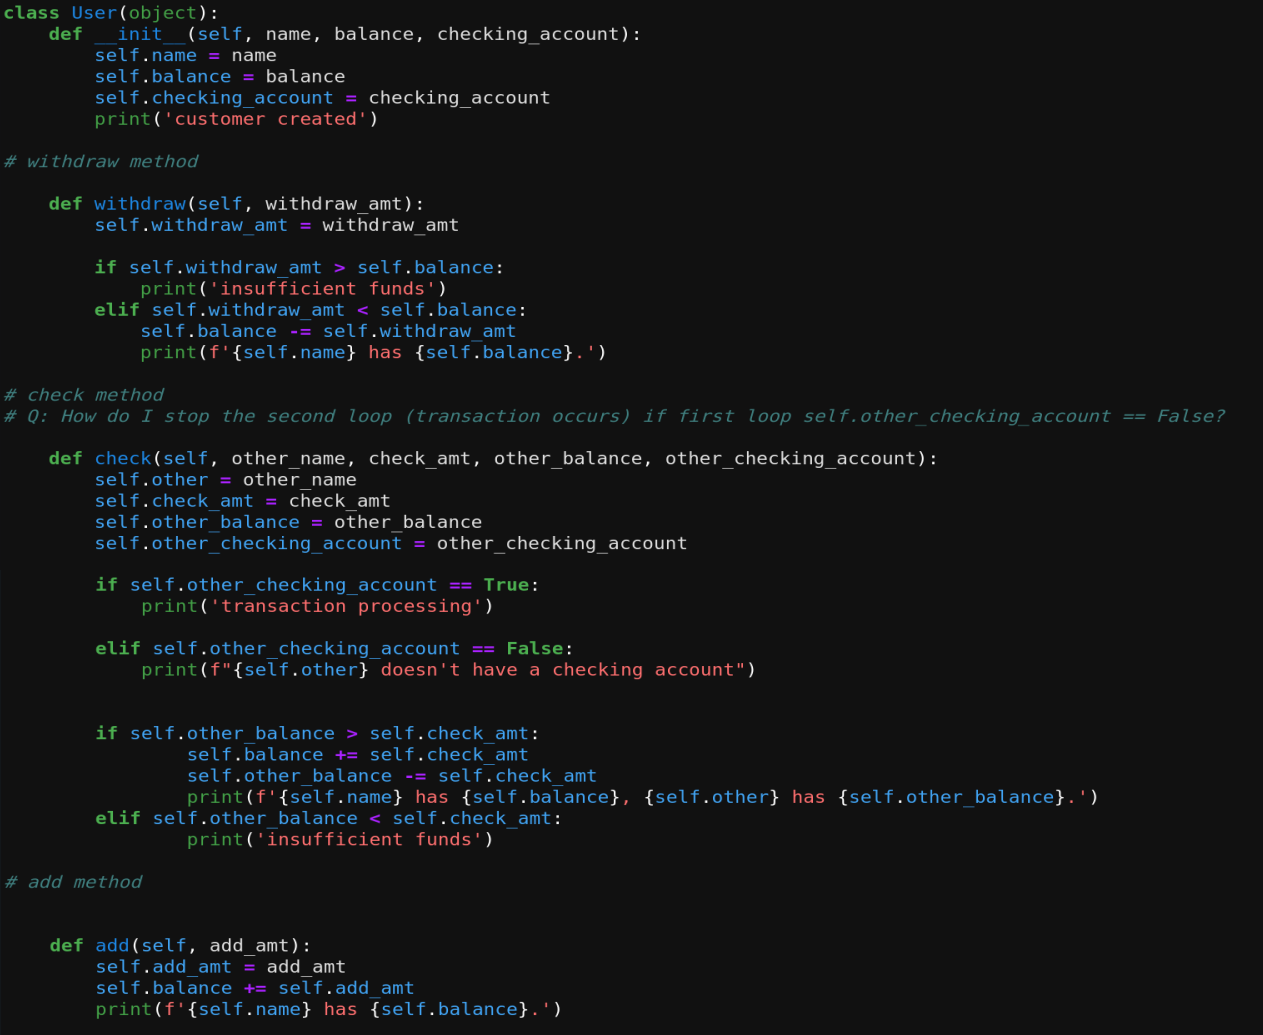 class User(object):
    def __init__(self, name, balance, checking_account):
        self.name = name
        self.balance = balance
        self.checking_account = checking_account
        print('customer created')

# withdraw method

    def withdraw(self, withdraw_amt):
        self.withdraw_amt = withdraw_amt

        if self.withdraw_amt > self.balance:
            print('insufficient funds')
        elif self.withdraw_amt < self.balance:
            self.balance -= self.withdraw_amt
            print(f'{self.name} has {self.balance}.')

# check method
# Q: How do I stop the second loop (transaction occurs) if first loop self.other_checking_account == False?

    def check(self, other_name, check_amt, other_balance, other_checking_account):
        self.other = other_name
        self.check_amt = check_amt
        self.other_balance = other_balance
        self.other_checking_account = other_checking_account

        if self.other_checking_account == True:
            print('transaction processing')

        elif self.other_checking_account == False:
            print(f"{self.other} doesn't have a checking account")


        if self.other_balance > self.check_amt:
                self.balance += self.check_amt
                self.other_balance -= self.check_amt
                print(f'{self.name} has {self.balance}, {self.other} has {self.other_balance}.')
        elif self.other_balance < self.check_amt:
                print('insufficient funds')

# add method


    def add(self, add_amt):
        self.add_amt = add_amt
        self.balance += self.add_amt
        print(f'{self.name} has {self.balance}.')